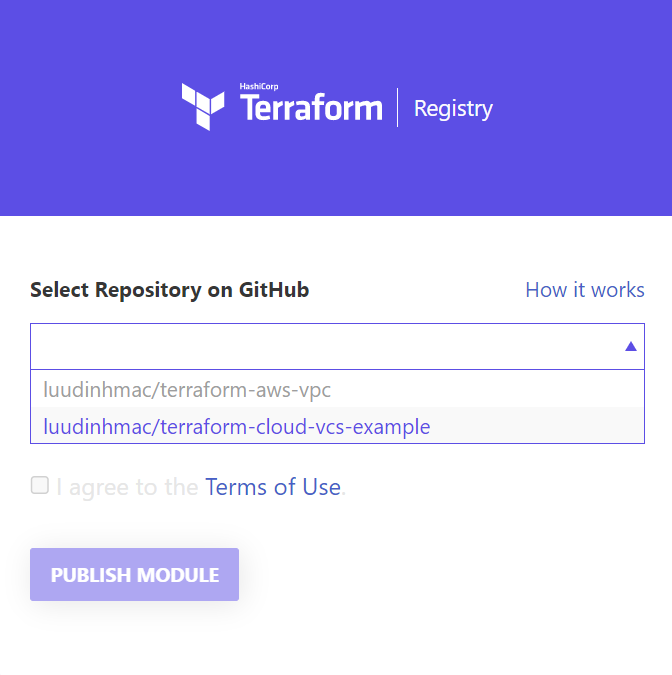 HashiCorp
Terraform
Registry
Select Repository on GitHub
How it works
luudinhmac/terraform-aws-vpc
luudinhmac/terraform-cloud-vcs-example
I agree to the Terms of Use.
PUBLISH MODULE